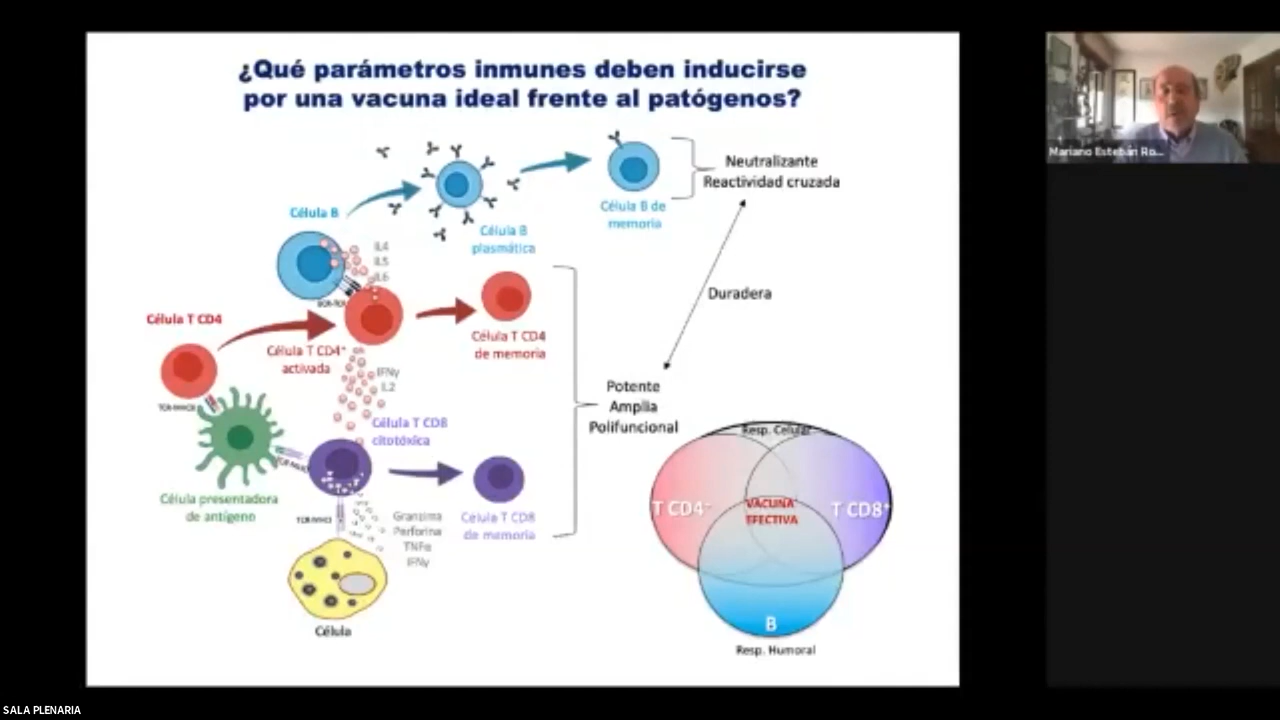 ¿Qué parámetros inmunes deben inducirse
por una vacuna ideal frente al patógenos?
Mariano Esteban Ro...
Neutralizante
Reactividad cruzada
Célula B de
memoria
Célula B
Célula B
plasmática
IL4
IL5
IL6
Duradera
Célula T CD4
Célula T CD4⁺
activada
Célula T CD4
de memoria
IFNγ
IL2
Potente
Amplia
Polifuncional
Célula T CD8
citotóxica
Célula presentadora
de antígeno
Granzima
Perforina
TNFα
IFNγ
Célula T CD8
de memoria
Célula
Resp. Celular
T CD4⁺
VACUNA
EFECTIVA
T CD8⁺
B
Resp. Humoral
SALA PLENARIA